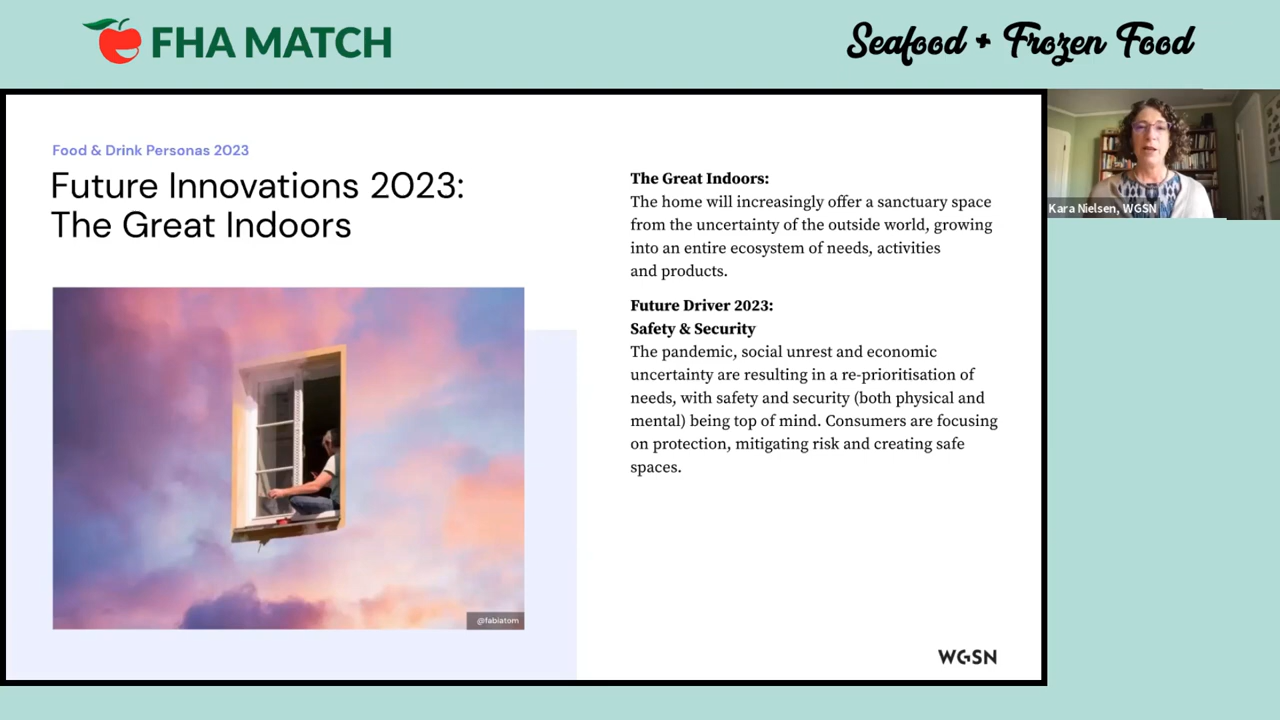 FHA MATCH
Seafood + Frozen Food
Food & Drink Personas 2023
Future Innovations 2023:
The Great Indoors
@fabiatom
The Great Indoors:
The home will increasingly offer a sanctuary space
from the uncertainty of the outside world, growing
into an entire ecosystem of needs, activities
and products.
Future Driver 2023:
Safety & Security
The pandemic, social unrest and economic
uncertainty are resulting in a re-prioritisation of
needs, with safety and security (both physical and
mental) being top of mind. Consumers are focusing
on protection, mitigating risk and creating safe
spaces.
WGSN
Kara Nielsen, WGSN